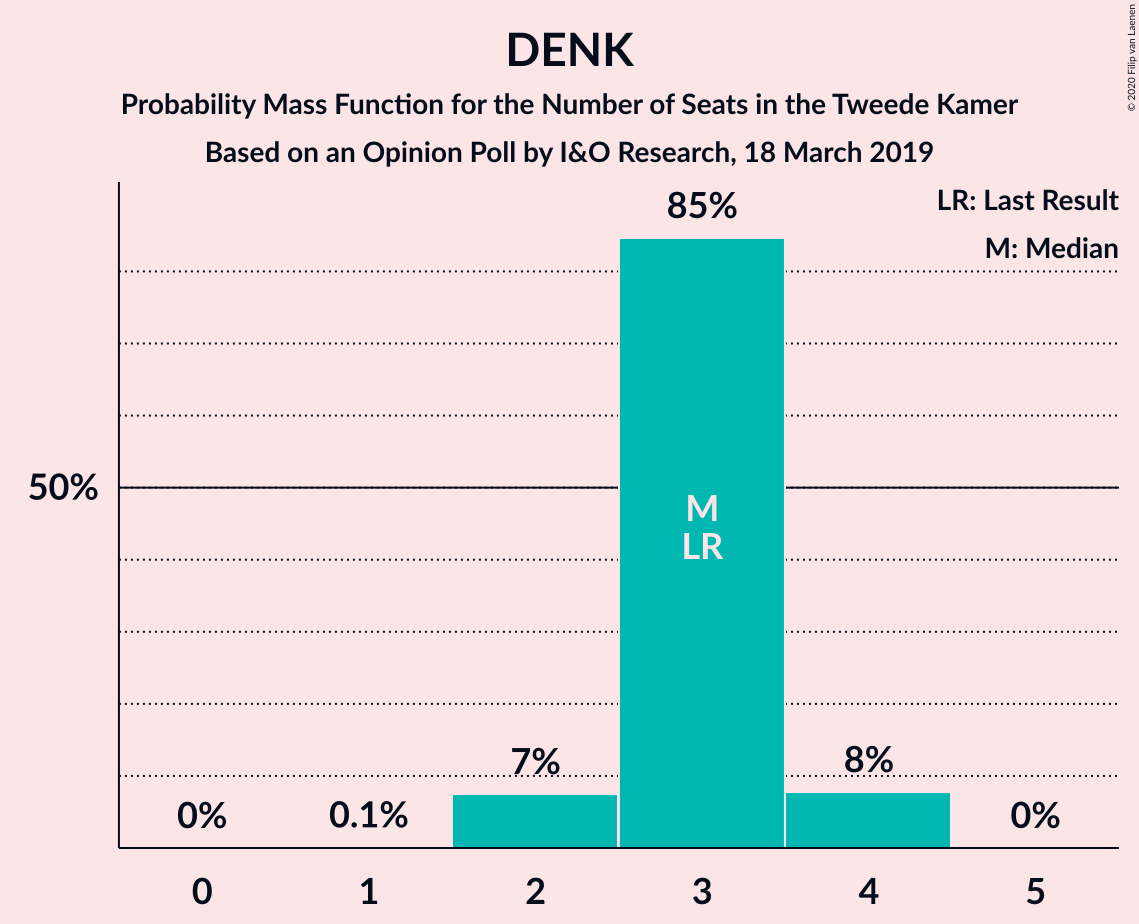 DENK
Probability Mass Function for the Number of Seats in the Tweede Kamer
Based on an Opinion Poll by I&O Research, 18 March 2019
© 2020 Filip van Laenen
LR: Last Result
M: Median
85%
50%
M
LR
7%
8%
0%
0.1%
0%
0
1
2
3
4
5